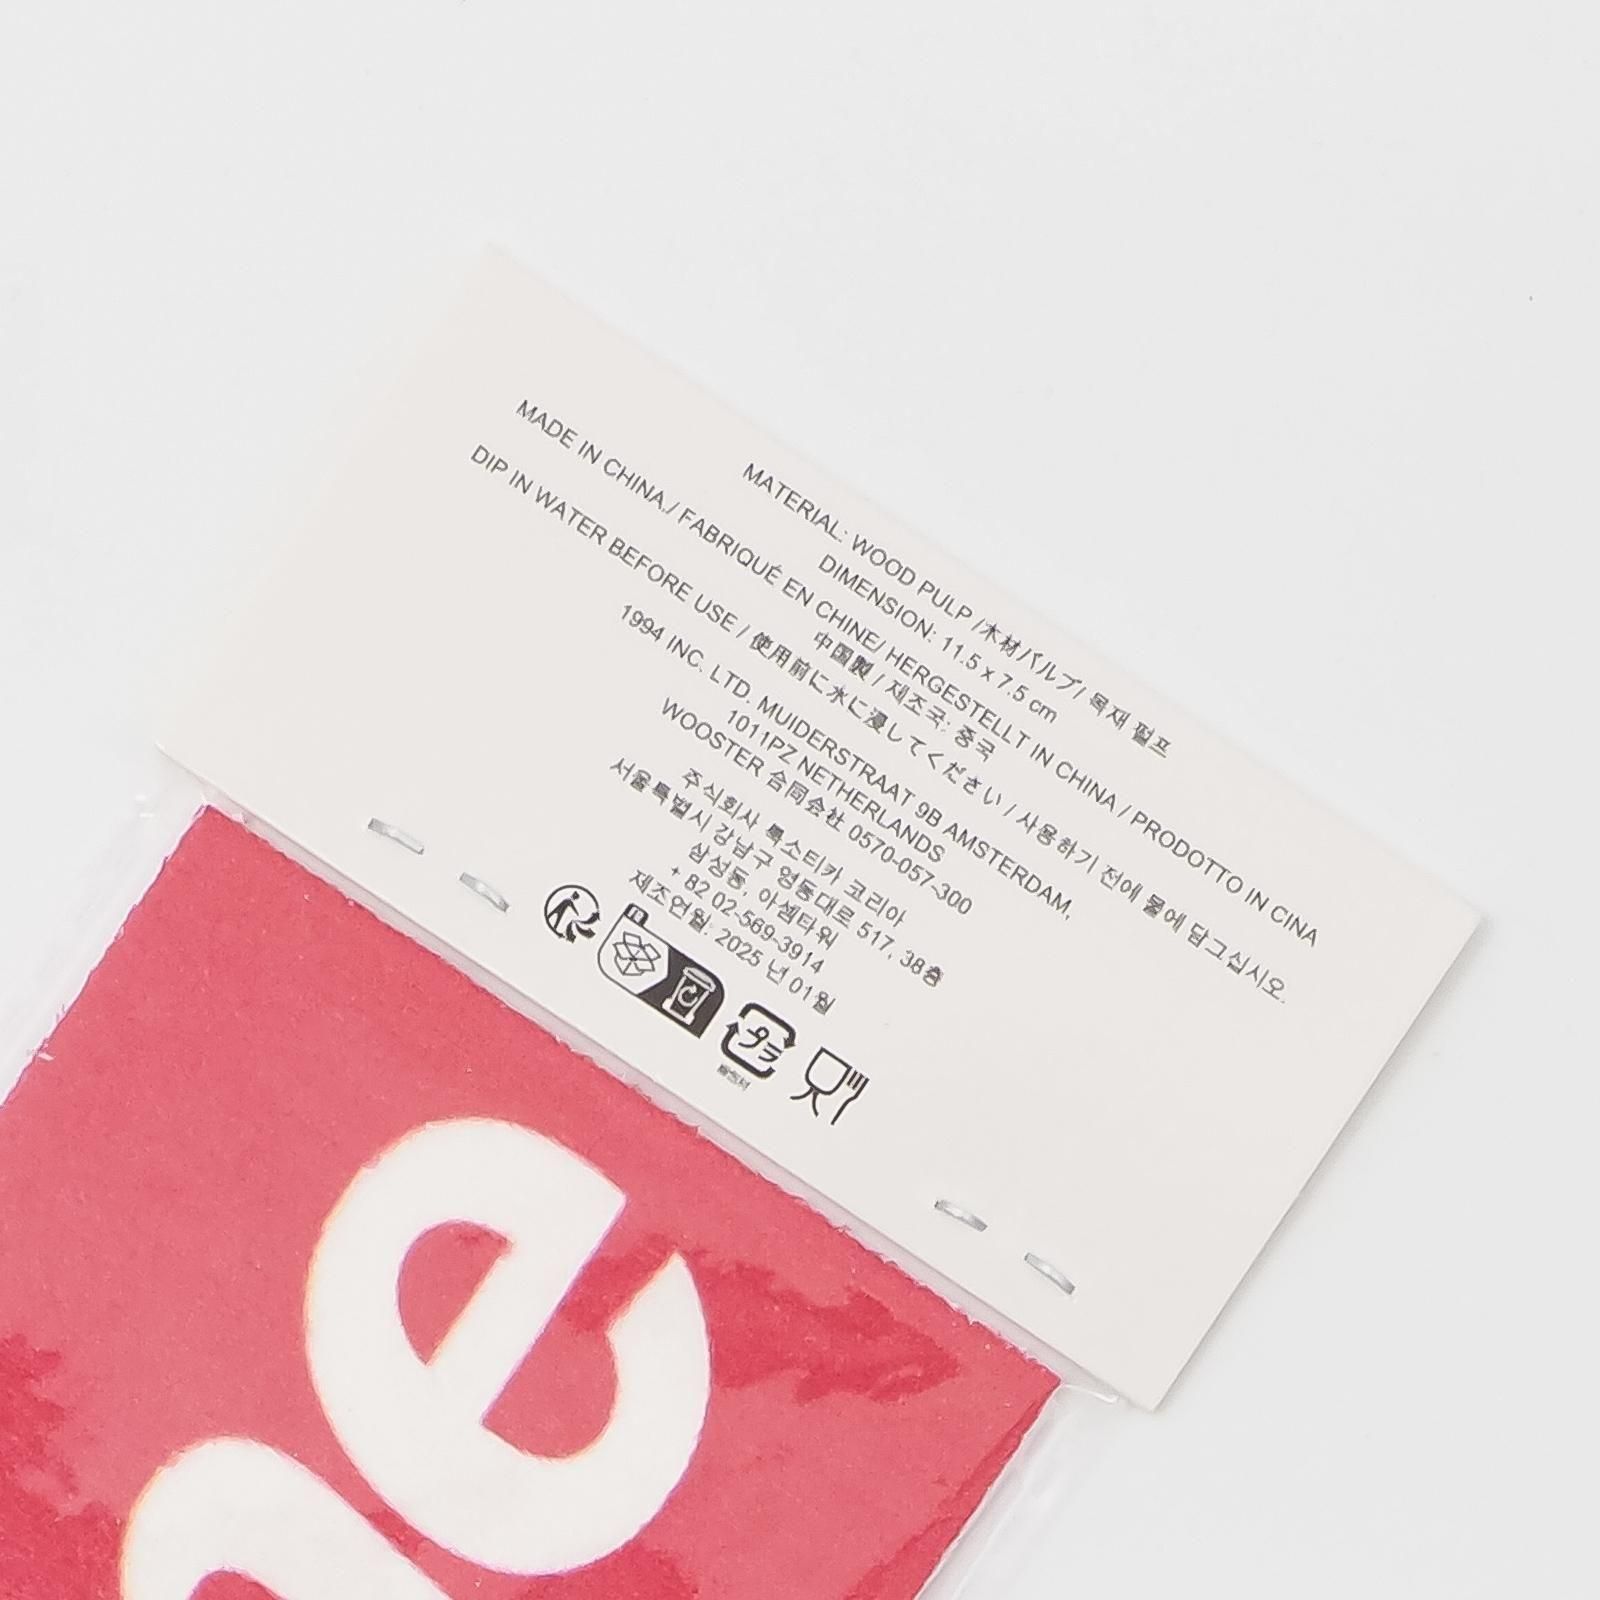 MATERIAL: WOOD PULP /木材パルプ/ 목재 펄프
DIMENSION: 11.5 x 7.5 cm
MADE IN CHINA./ FABRIQUÉ EN CHINE/ HERGESTELLT IN CHINA / PRODOTTO IN CINA
中国製 / 제조국: 중국
DIP IN WATER BEFORE USE / 使用前に水に浸してください / 사용하기 전에 물에 담그십시오.
1994 INC. LTD. MUIDERSTRAAT 9B AMSTERDAM,
1011PZ NETHERLANDS
WOOSTER 合同会社 0570-057-300
주식회사 룩소티카 코리아
서울특별시 강남구 영동대로 517, 38층
삼성동, 아셈타워
+ 82 02-569-3914
제조연월: 2025 년 01월
FR
プラ
e